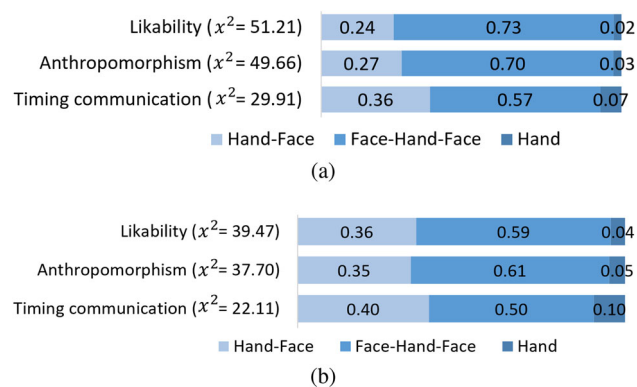 Likability (x²= 51.21) 0.24 0.73 0.02
Anthropomorphism (x²= 49.66) 0.27 0.70 0.03
Timing communication (x²= 29.91) 0.36 0.57 0.07
Hand-Face Face-Hand-Face Hand
(a)
Likability (x²= 39.47) 0.36 0.59 0.04
Anthropomorphism (x²= 37.70) 0.35 0.61 0.05
Timing communication (x²= 22.11) 0.40 0.50 0.10
Hand-Face Face-Hand-Face Hand
(b)